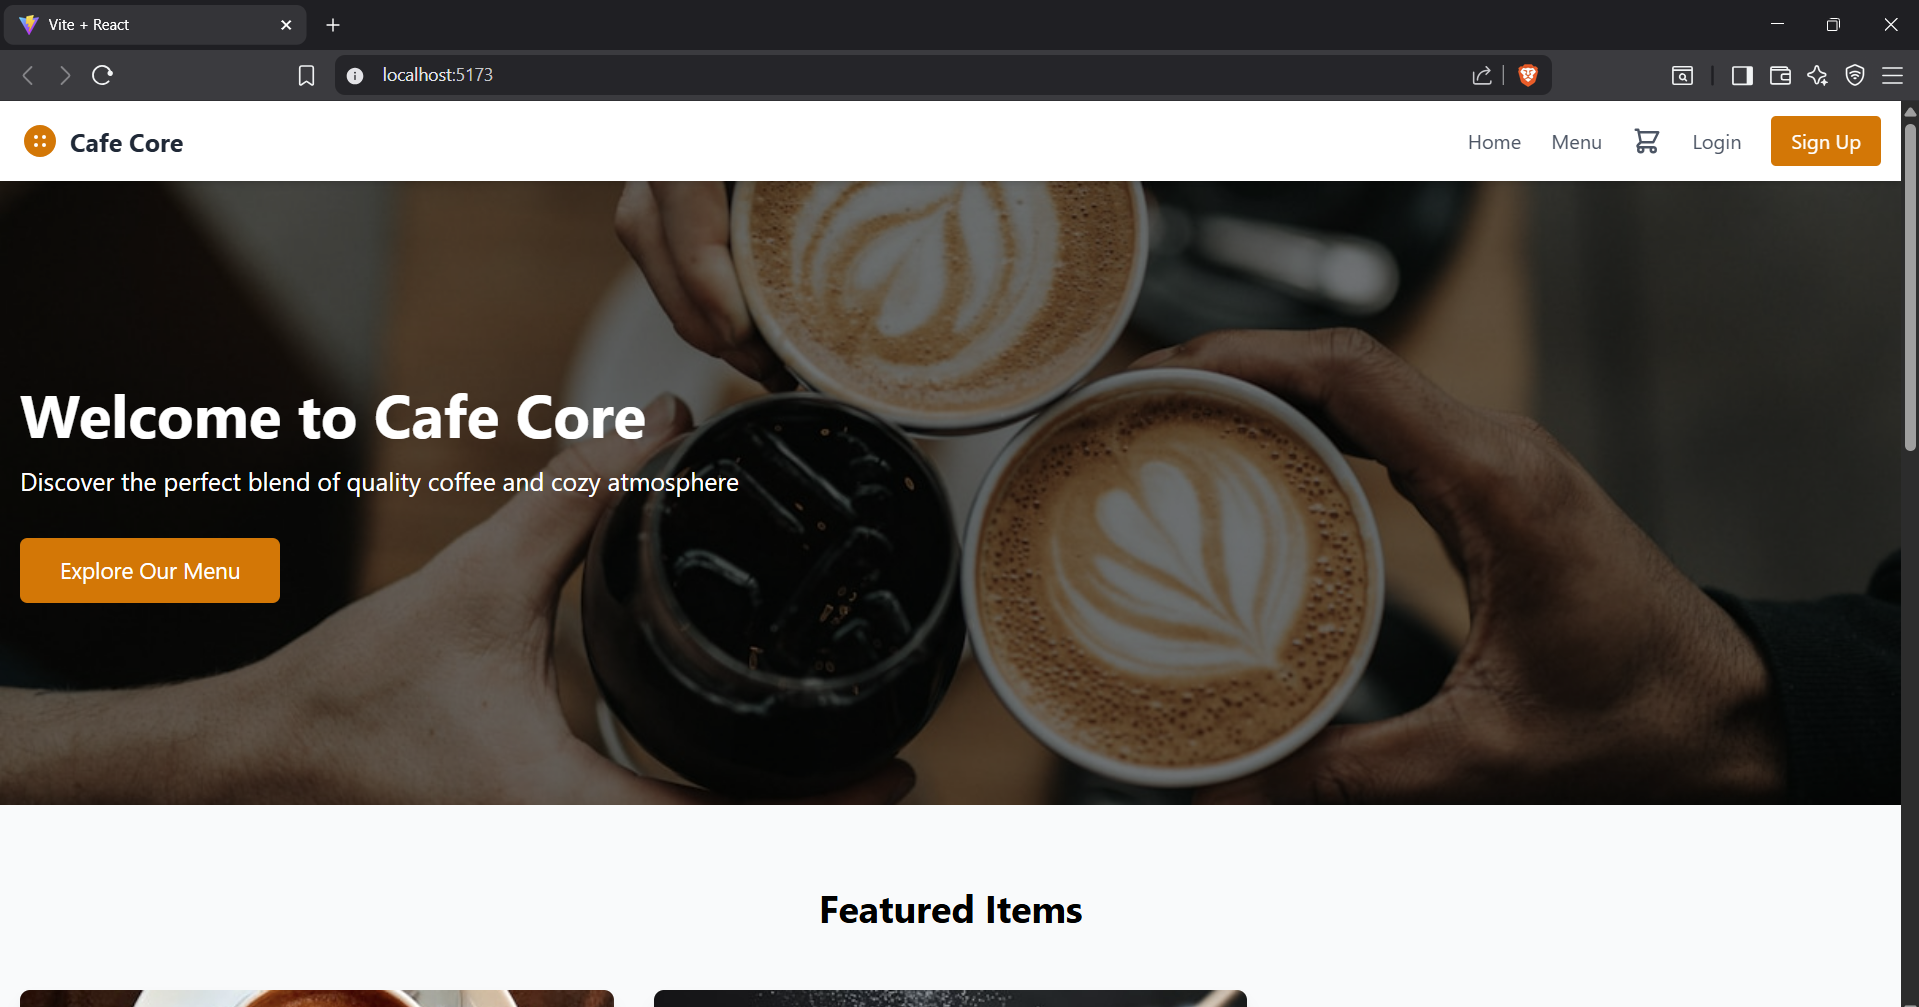 Vite + React
localhost:5173
Cafe Core
Home
Menu
Login
Sign Up
Welcome to Cafe Core
Discover the perfect blend of quality coffee and cozy atmosphere
Explore Our Menu
Featured Items